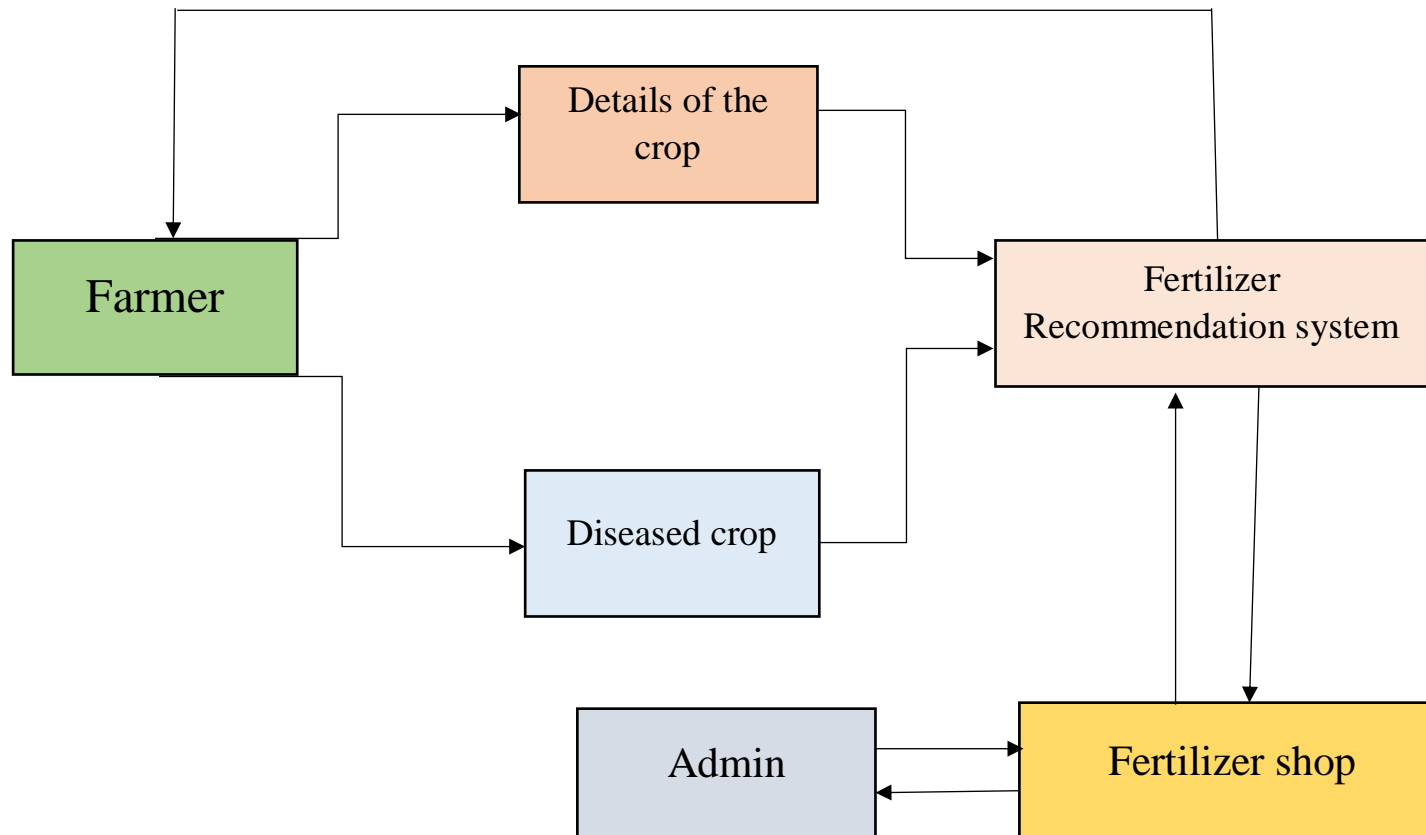 Details of the
crop
Farmer
Fertilizer
Recommendation system
Diseased crop
Admin
Fertilizer shop